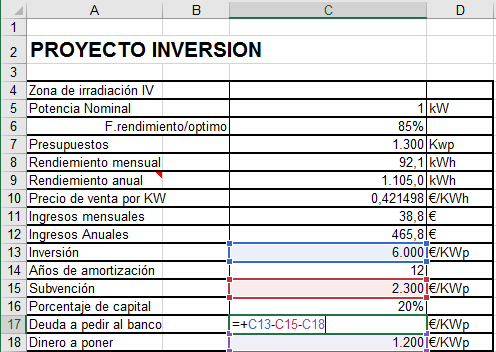 A B C D
1
2 PROYECTO INVERSION
3
4 Zona de irradiación IV
5 Potencia Nominal 1 kW
6 F.rendimiento/optimo 85%
7 Presupuestos 1.300 Kwp
8 Rendiemiento mensual 92,1 kWh
9 Rendiemiento anual 1.105,0 kWh
10 Precio de venta por KW 0,421498 €/KWh
11 Ingresos mensuales 38,8 €
12 Ingresos Anuales 465,8 €
13 Inversión 6.000 €/KWp
14 Años de amortización 12
15 Subvención 2.300 €/KWp
16 Porcentaje de capital 20%
17 Deuda a pedir al banco =+C13-C15-C18 €/KWp
18 Dinero a poner 1.200 €/KWp